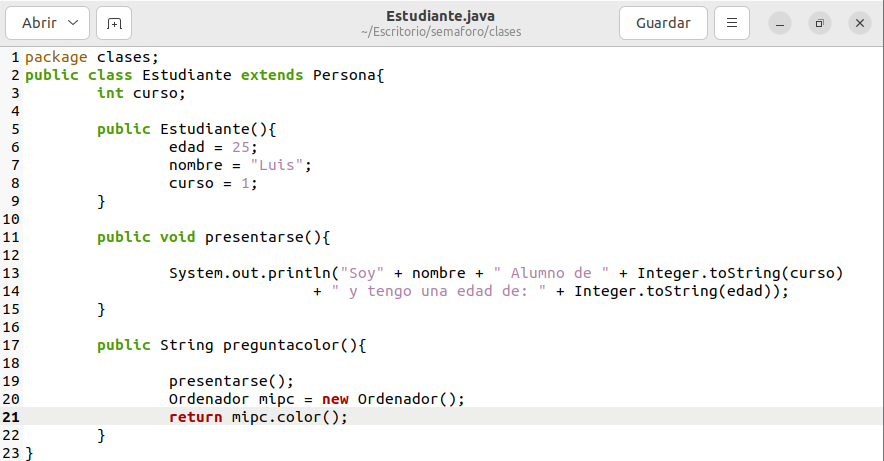 Abrir
Estudiante.java
~/Escritorio/semaforo/clases
Guardar
1 package clases;
2 public class Estudiante extends Persona{
3         int curso;
4
5         public Estudiante(){
6                 edad = 25;
7                 nombre = "Luis";
8                 curso = 1;
9         }
10
11         public void presentarse(){
12
13                 System.out.println("Soy" + nombre + " Alumno de " + Integer.toString(curso)
14                                 + " y tengo una edad de: " + Integer.toString(edad));
15         }
16
17         public String preguntacolor(){
18
19                 presentarse();
20                 Ordenador mipc = new Ordenador();
21                 return mipc.color();
22         }
23 }